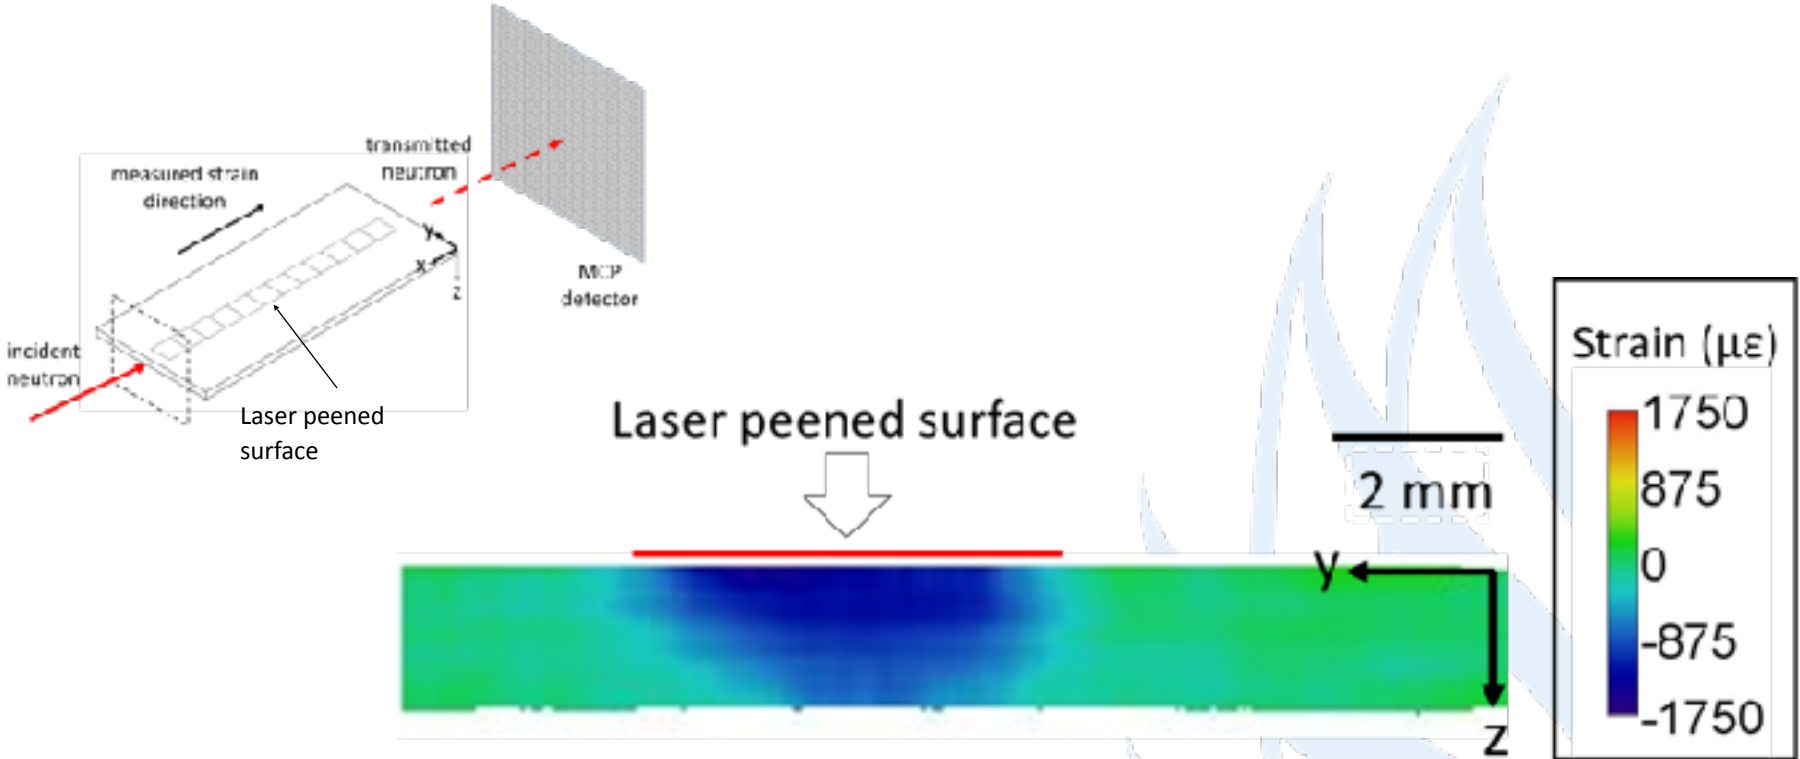 transmitted
neutron
measured strain
direction
y
x
z
MCP
detector
incident
neutron
Laser peened
surface
Laser peened surface
2 mm
y
z
Strain (με)
1750
875
0
-875
-1750